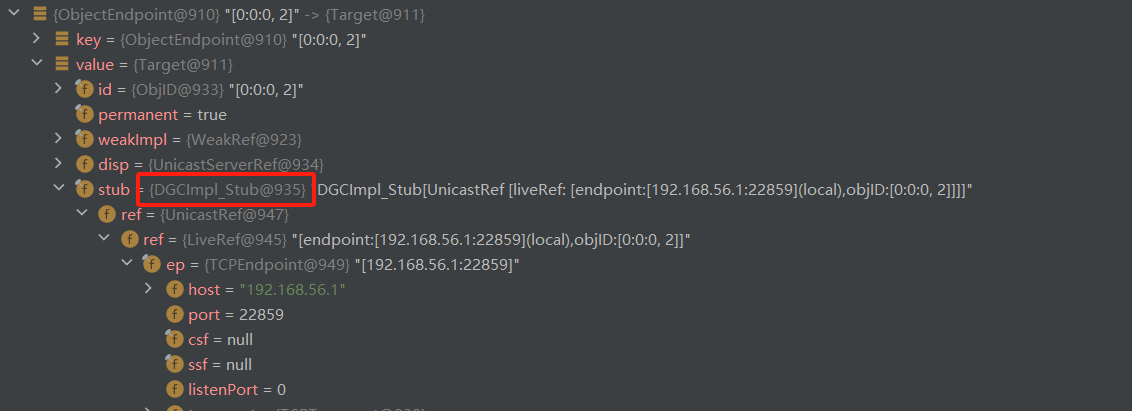 {ObjectEndpoint@910} "[0:0:0, 2]" -> {Target@911}
key = {ObjectEndpoint@910} "[0:0:0, 2]"
value = {Target@911}
f id = {ObjID@933} "[0:0:0, 2]"
f permanent = true
f weakImpl = {WeakRef@923}
f disp = {UnicastServerRef@934}
f stub = {DGCImpl_Stub@935} "DGCImpl_Stub[UnicastRef [liveRef: [endpoint:[192.168.56.1:22859](local),objID:[0:0:0, 2]]]]"
f ref = {UnicastRef@947}
f ref = {LiveRef@945} "[endpoint:[192.168.56.1:22859](local),objID:[0:0:0, 2]]"
f ep = {TCPEndpoint@949} "[192.168.56.1:22859]"
f host = "192.168.56.1"
f port = 22859
f csf = null
f ssf = null
f listenPort = 0